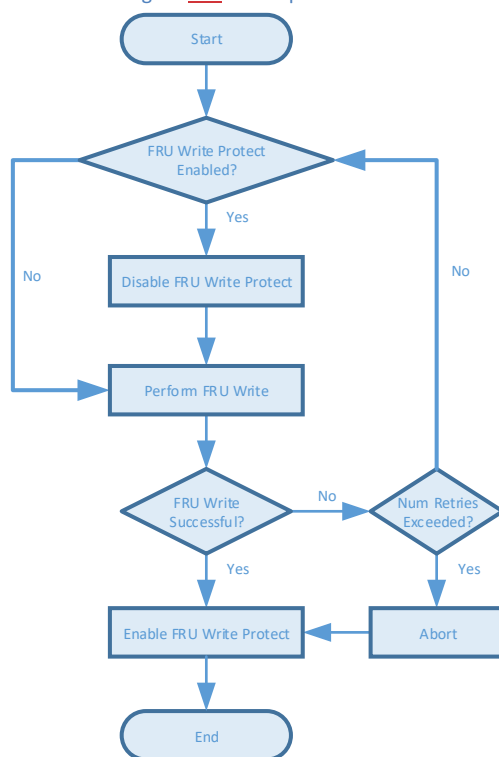 Start
FRU Write Protect
Enabled?
Yes
No
No
Disable FRU Write Protect
Perform FRU Write
FRU Write
Successful?
No
Num Retries
Exceeded?
Yes
Yes
Enable FRU Write Protect
Abort
End